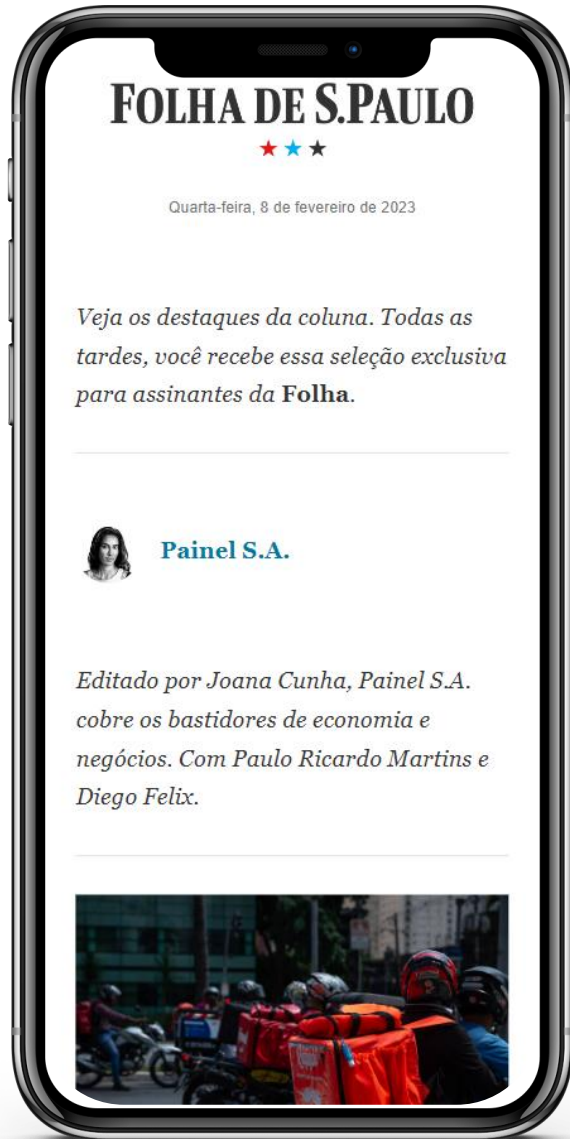 FOLHA DE S.PAULO
Quarta-feira, 8 de fevereiro de 2023
Veja os destaques da coluna. Todas as
tardes, você recebe essa seleção exclusiva
para assinantes da Folha.
Painel S.A.
Editado por Joana Cunha, Painel S.A.
cobre os bastidores de economia e
negócios. Com Paulo Ricardo Martins e
Diego Felix.